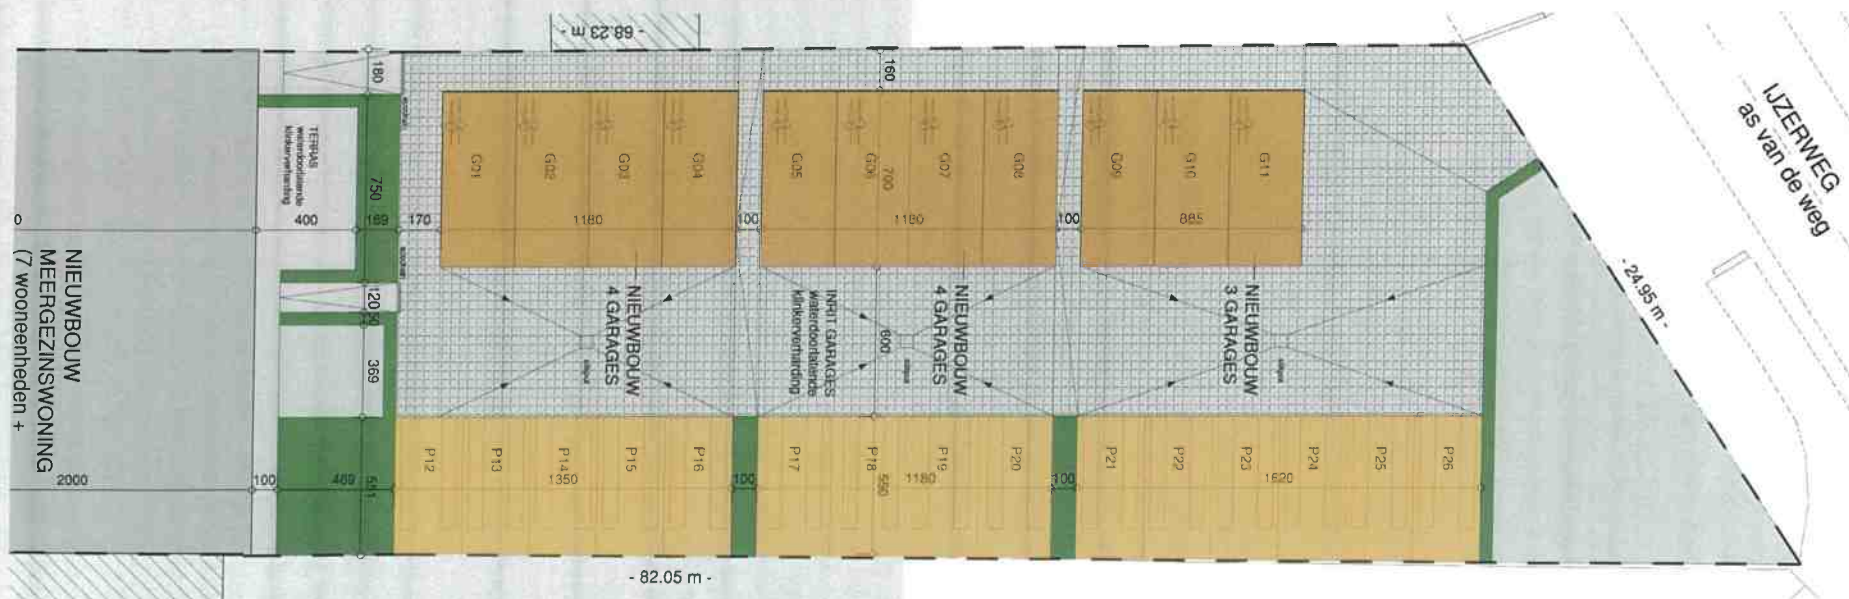 - 68.23 m -
IJZERWEG
as van de weg
- 24.95 m -
180
160
TERRAS
waterdoorlatende
klinkerverharding
750
G01
G02
G03
G04
G05
G06
G07
G08
G09
G10
G11
700
0
400
169
170
1180
100
1180
100
885
NIEUWBOUW
MEERGEZINSWONING
(7 wooneenheden +
120
50
369
NIEUWBOUW
4 GARAGES
INRIT GARAGES
waterdoorlatende
klinkerverharding
600
NIEUWBOUW
4 GARAGES
NIEUWBOUW
3 GARAGES
P12
P13
P14
P15
P16
P17
P18
P19
P20
P21
P22
P23
P24
P25
P26
2000
100
469
551
1350
100
550
1180
100
1620
- 82.05 m -